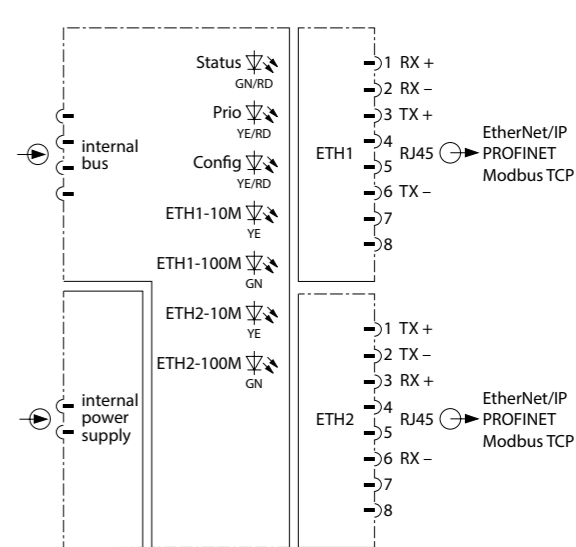 Status
GN/RD
Prio
YE/RD
Config
YE/RD
ETH1-10M
YE
ETH1-100M
GN
ETH2-10M
YE
ETH2-100M
GN
internal
bus
internal
power
supply
ETH1
1 RX +
2 RX –
3 TX +
4
5
6 TX –
7
8
RJ45
EtherNet/IP
PROFINET
Modbus TCP
ETH2
1 TX +
2 TX –
3 RX +
4
5
6 RX –
7
8
RJ45
EtherNet/IP
PROFINET
Modbus TCP